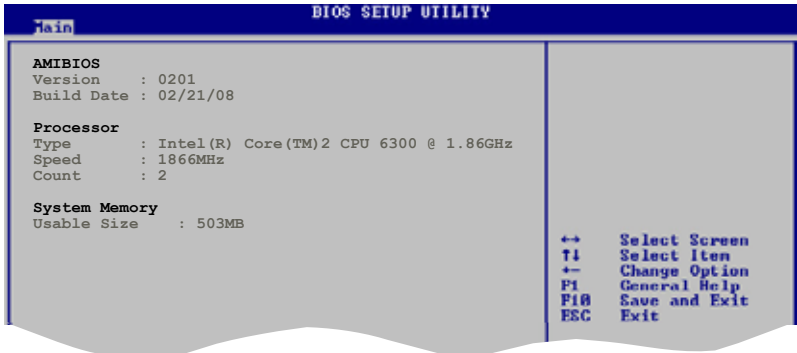 BIOS SETUP UTILITY
Main
AMIBIOS
Version : 0201
Build Date : 02/21/08
Processor
Type : Intel(R) Core(TM)2 CPU 6300 @ 1.86GHz
Speed : 1866MHz
Count : 2
System Memory
Usable Size : 503MB
←→ Select Screen
↑↓ Select Item
+- Change Option
F1 General Help
F10 Save and Exit
ESC Exit